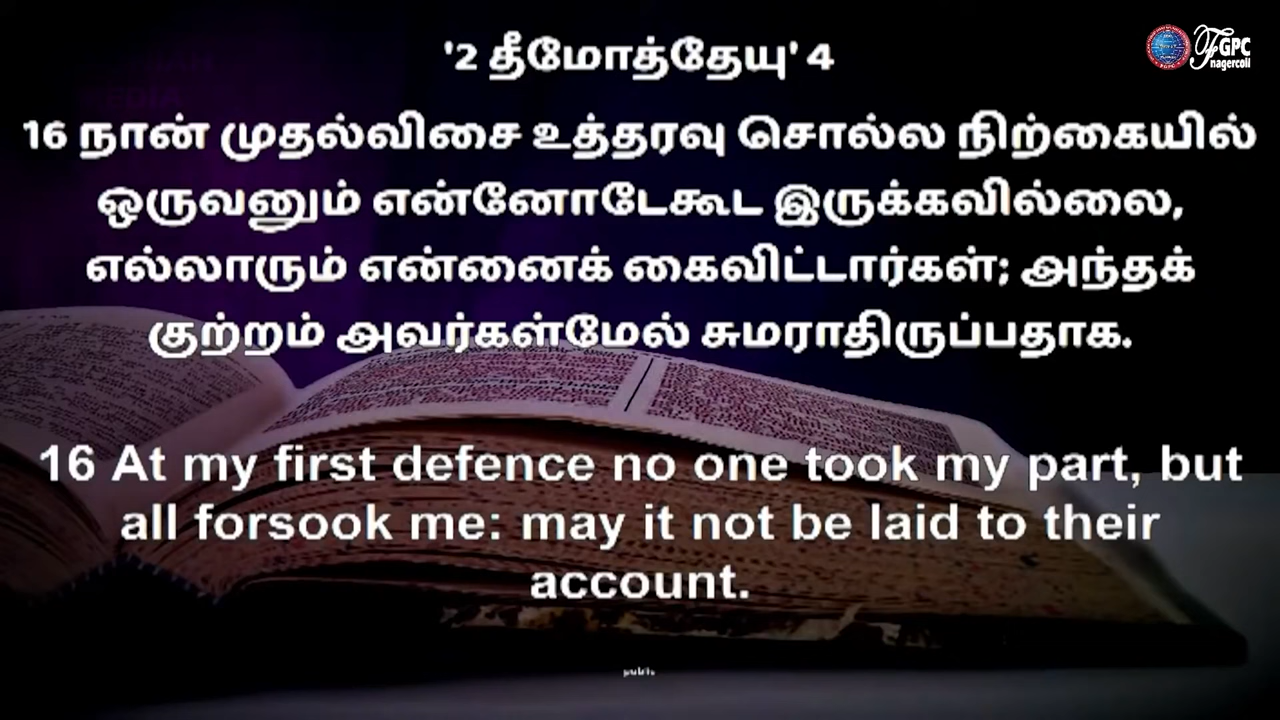 '2 தீமோத்தேயு' 4
FGPC
nagercoil
16 நான் முதல்விசை உத்தரவு சொல்ல நிற்கையில்
ஒருவனும் என்னோடேகூட இருக்கவில்லை,
எல்லாரும் என்னைக் கைவிட்டார்கள்; அந்தக்
குற்றம் அவர்கள்மேல் சுமராதிருப்பதாக.
16 At my first defence no one took my part, but
all forsook me: may it not be laid to their
account.